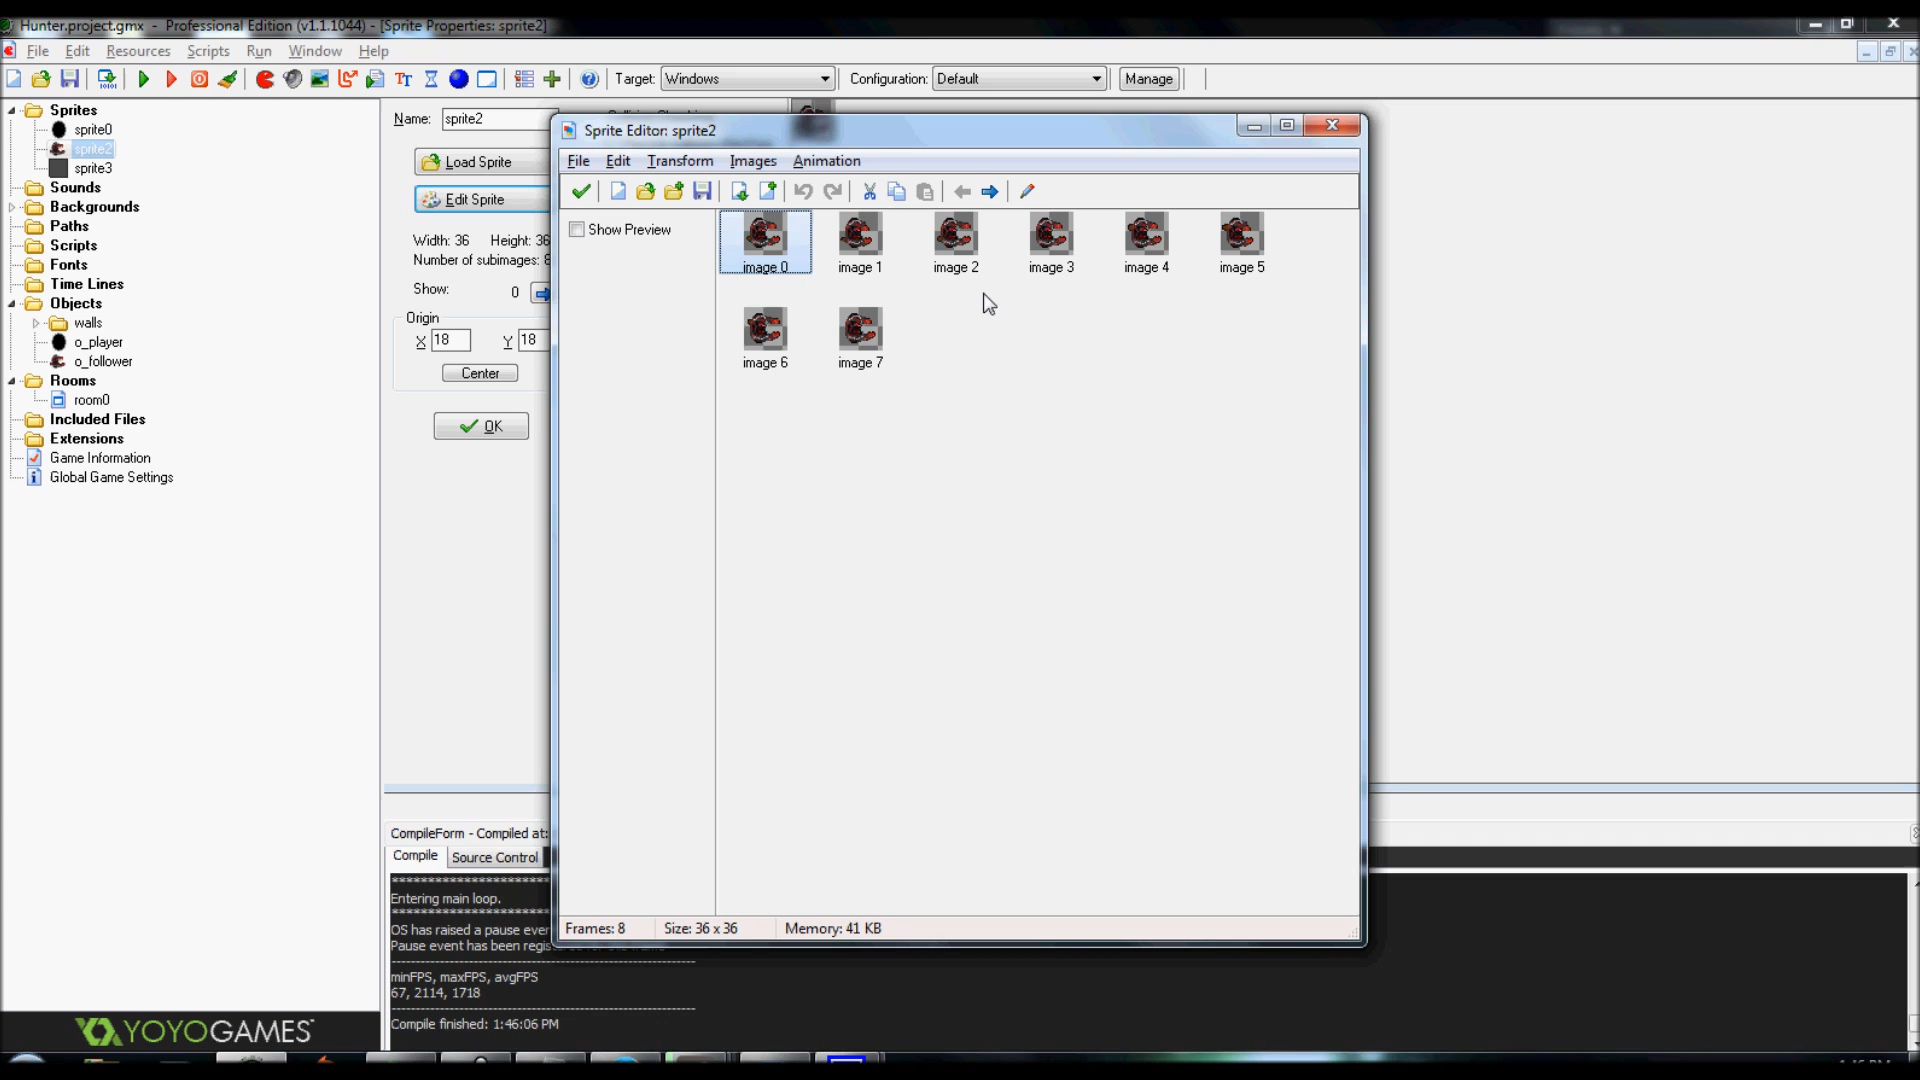 Hunter.project.gmx - Professional Edition (v1.1.1044) - [Sprite Properties: sprite2]
File Edit Resources Scripts Run Window Help
Target: Windows Configuration: Default Manage
Sprites
sprite0
sprite2
sprite3
Sounds
Backgrounds
Paths
Scripts
Fonts
Time Lines
Objects
walls
o_player
o_follower
Rooms
room0
Included Files
Extensions
Game Information
Global Game Settings
YOYOGAMES
Name: sprite2
Load Sprite
Edit Sprite
Width: 36 Height: 36
Number of subimages: 8
Show: 0
Origin
X 18 Y 18
Center
OK
Sprite Editor: sprite2
File Edit Transform Images Animation
Show Preview
image 0 image 1 image 2 image 3 image 4 image 5
image 6 image 7
Frames: 8 Size: 36 x 36 Memory: 41 KB
CompileForm - Compiled at:
Compile Source Control
Entering main loop.
OS has raised a pause ever
Pause event has been regis
minFPS, maxFPS, avgFPS
67, 2114, 1718
Compile finished: 1:46:06 PM